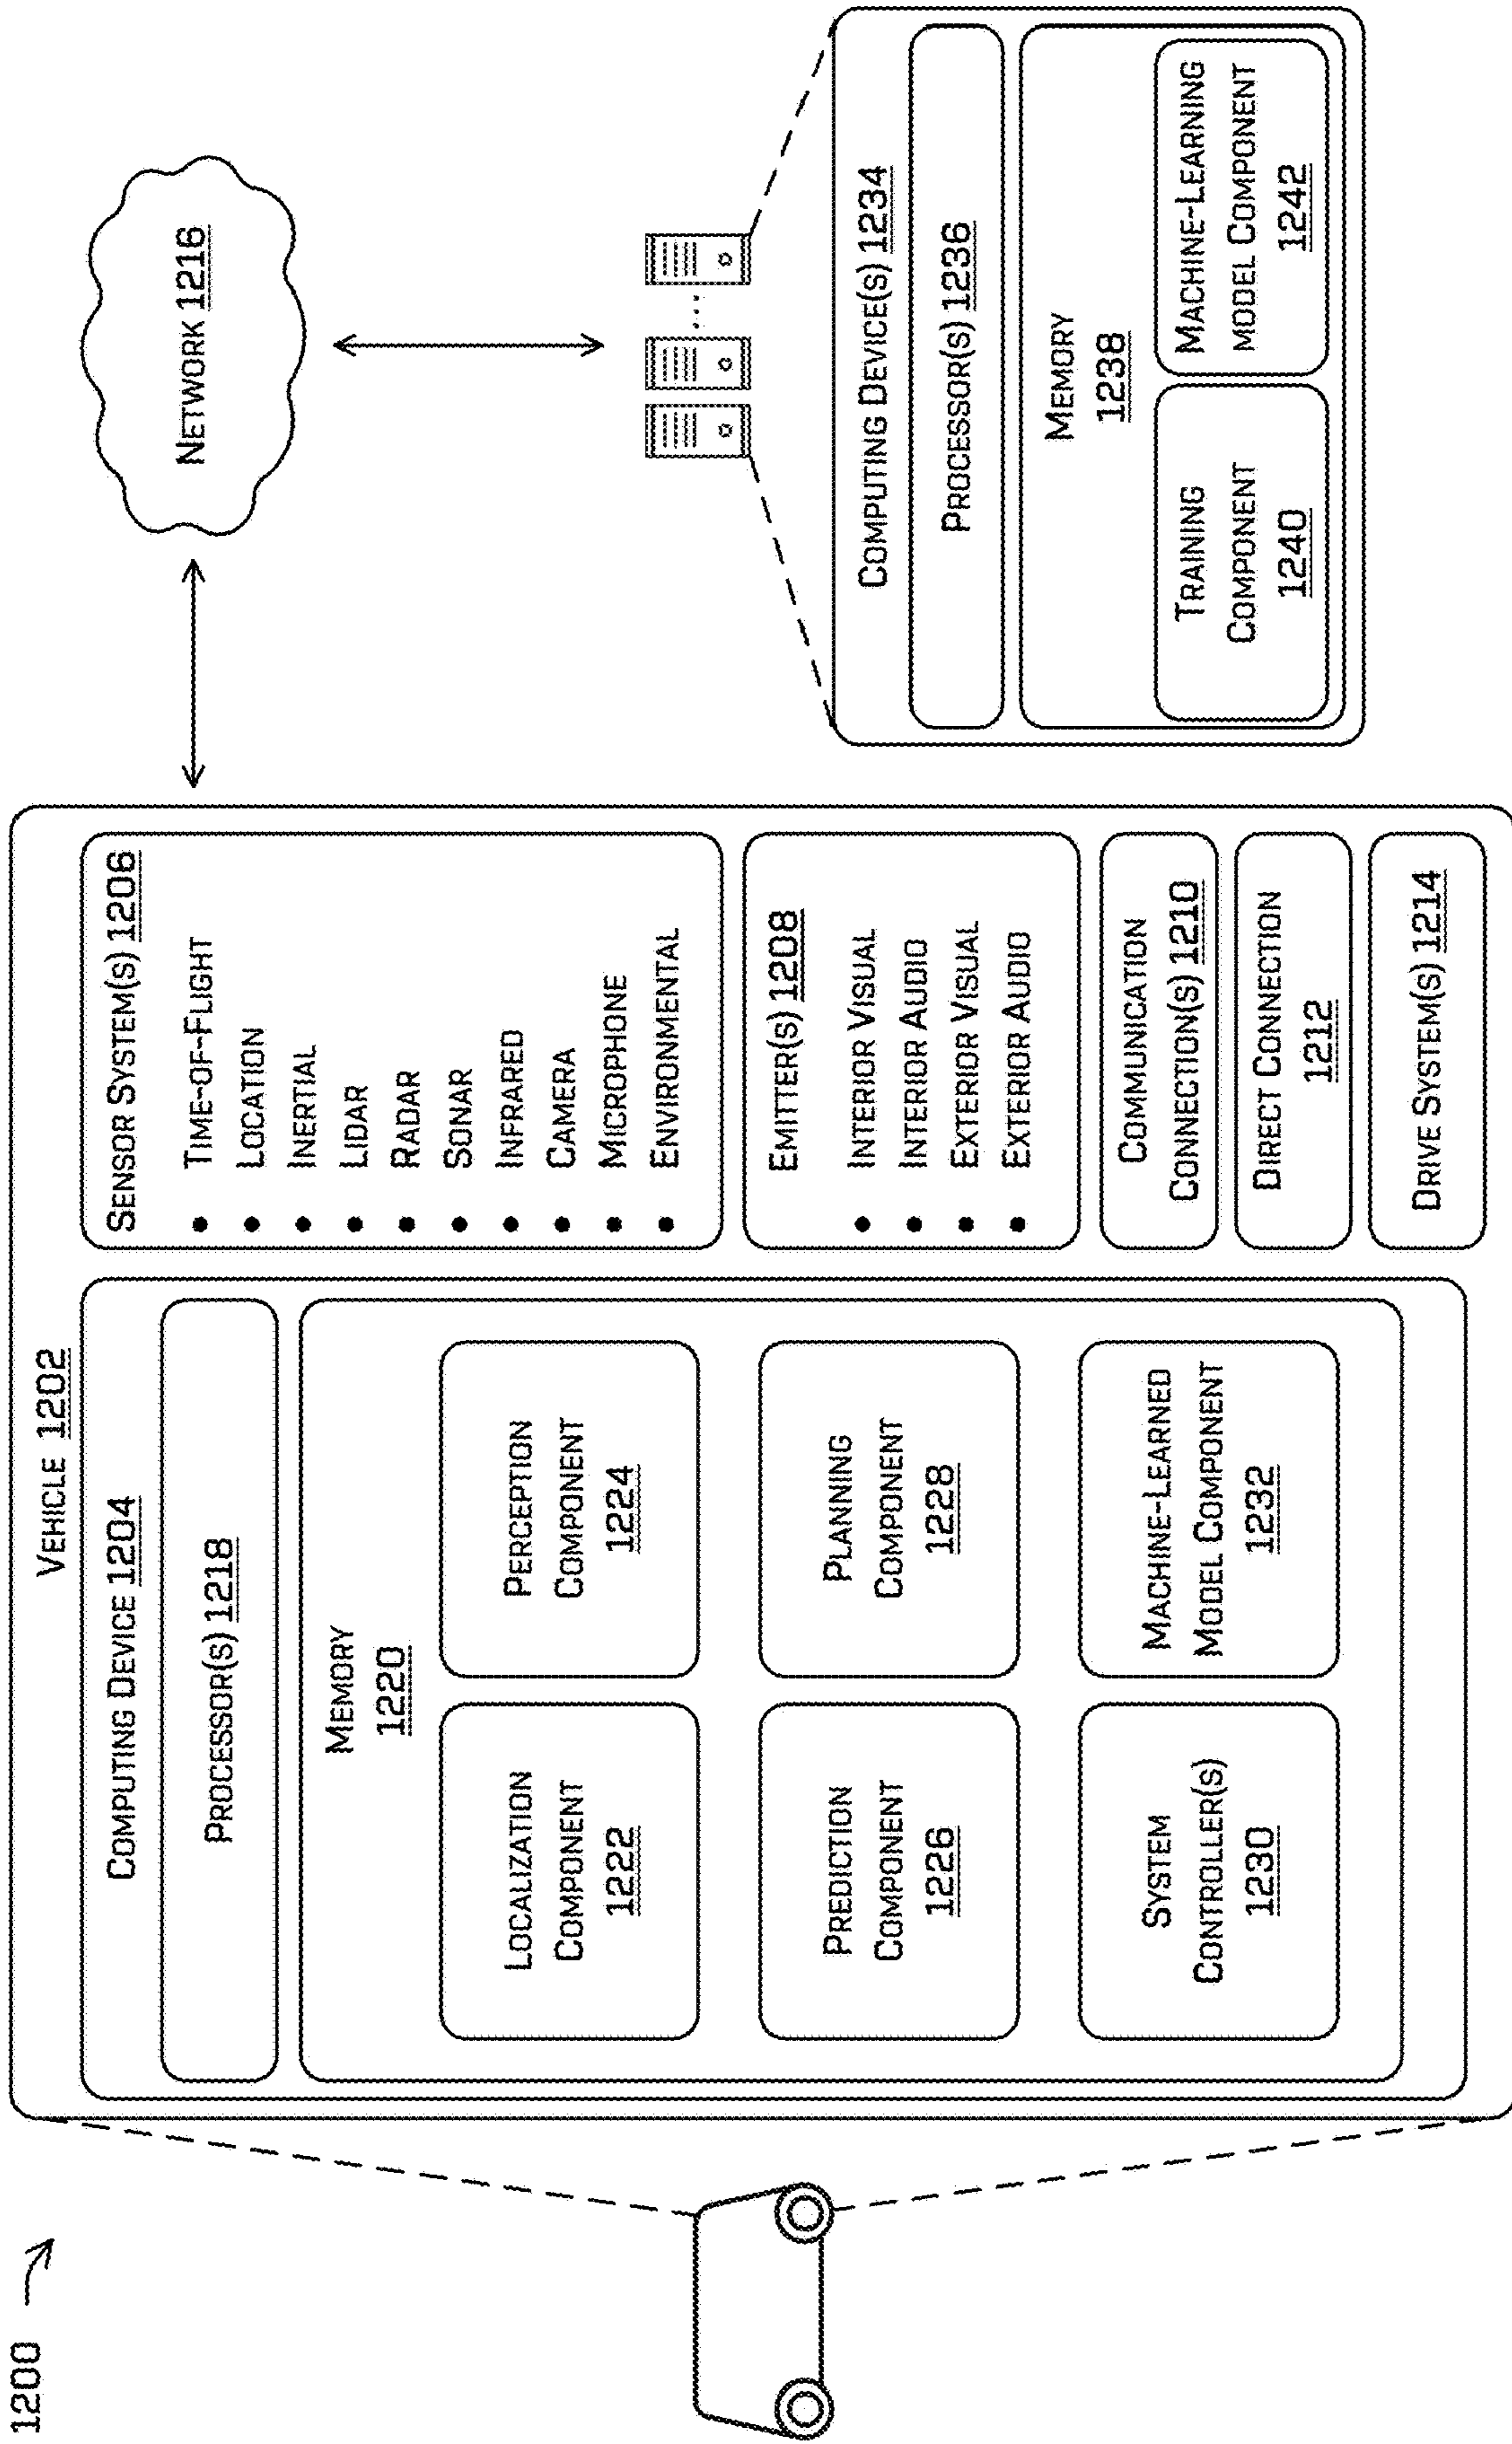 1200
VEHICLE 1202
COMPUTING DEVICE 1204
PROCESSOR(S) 1218
MEMORY
1220
LOCALIZATION
COMPONENT
1222
PERCEPTION
COMPONENT
1224
PREDICTION
COMPONENT
1226
PLANNING
COMPONENT
1228
SYSTEM
CONTROLLER(S)
1230
MACHINE-LEARNED
MODEL COMPONENT
1232
SENSOR SYSTEM(S) 1206
• TIME-OF-FLIGHT
• LOCATION
• INERTIAL
• LIDAR
• RADAR
• SONAR
• INFRARED
• CAMERA
• MICROPHONE
• ENVIRONMENTAL
EMITTER(S) 1208
• INTERIOR VISUAL
• INTERIOR AUDIO
• EXTERIOR VISUAL
• EXTERIOR AUDIO
COMMUNICATION
CONNECTION(S) 1210
DIRECT CONNECTION
1212
DRIVE SYSTEM(S) 1214
NETWORK 1216
COMPUTING DEVICE(S) 1234
PROCESSOR(S) 1236
MEMORY
1238
TRAINING
COMPONENT
1240
MACHINE-LEARNING
MODEL COMPONENT
1242